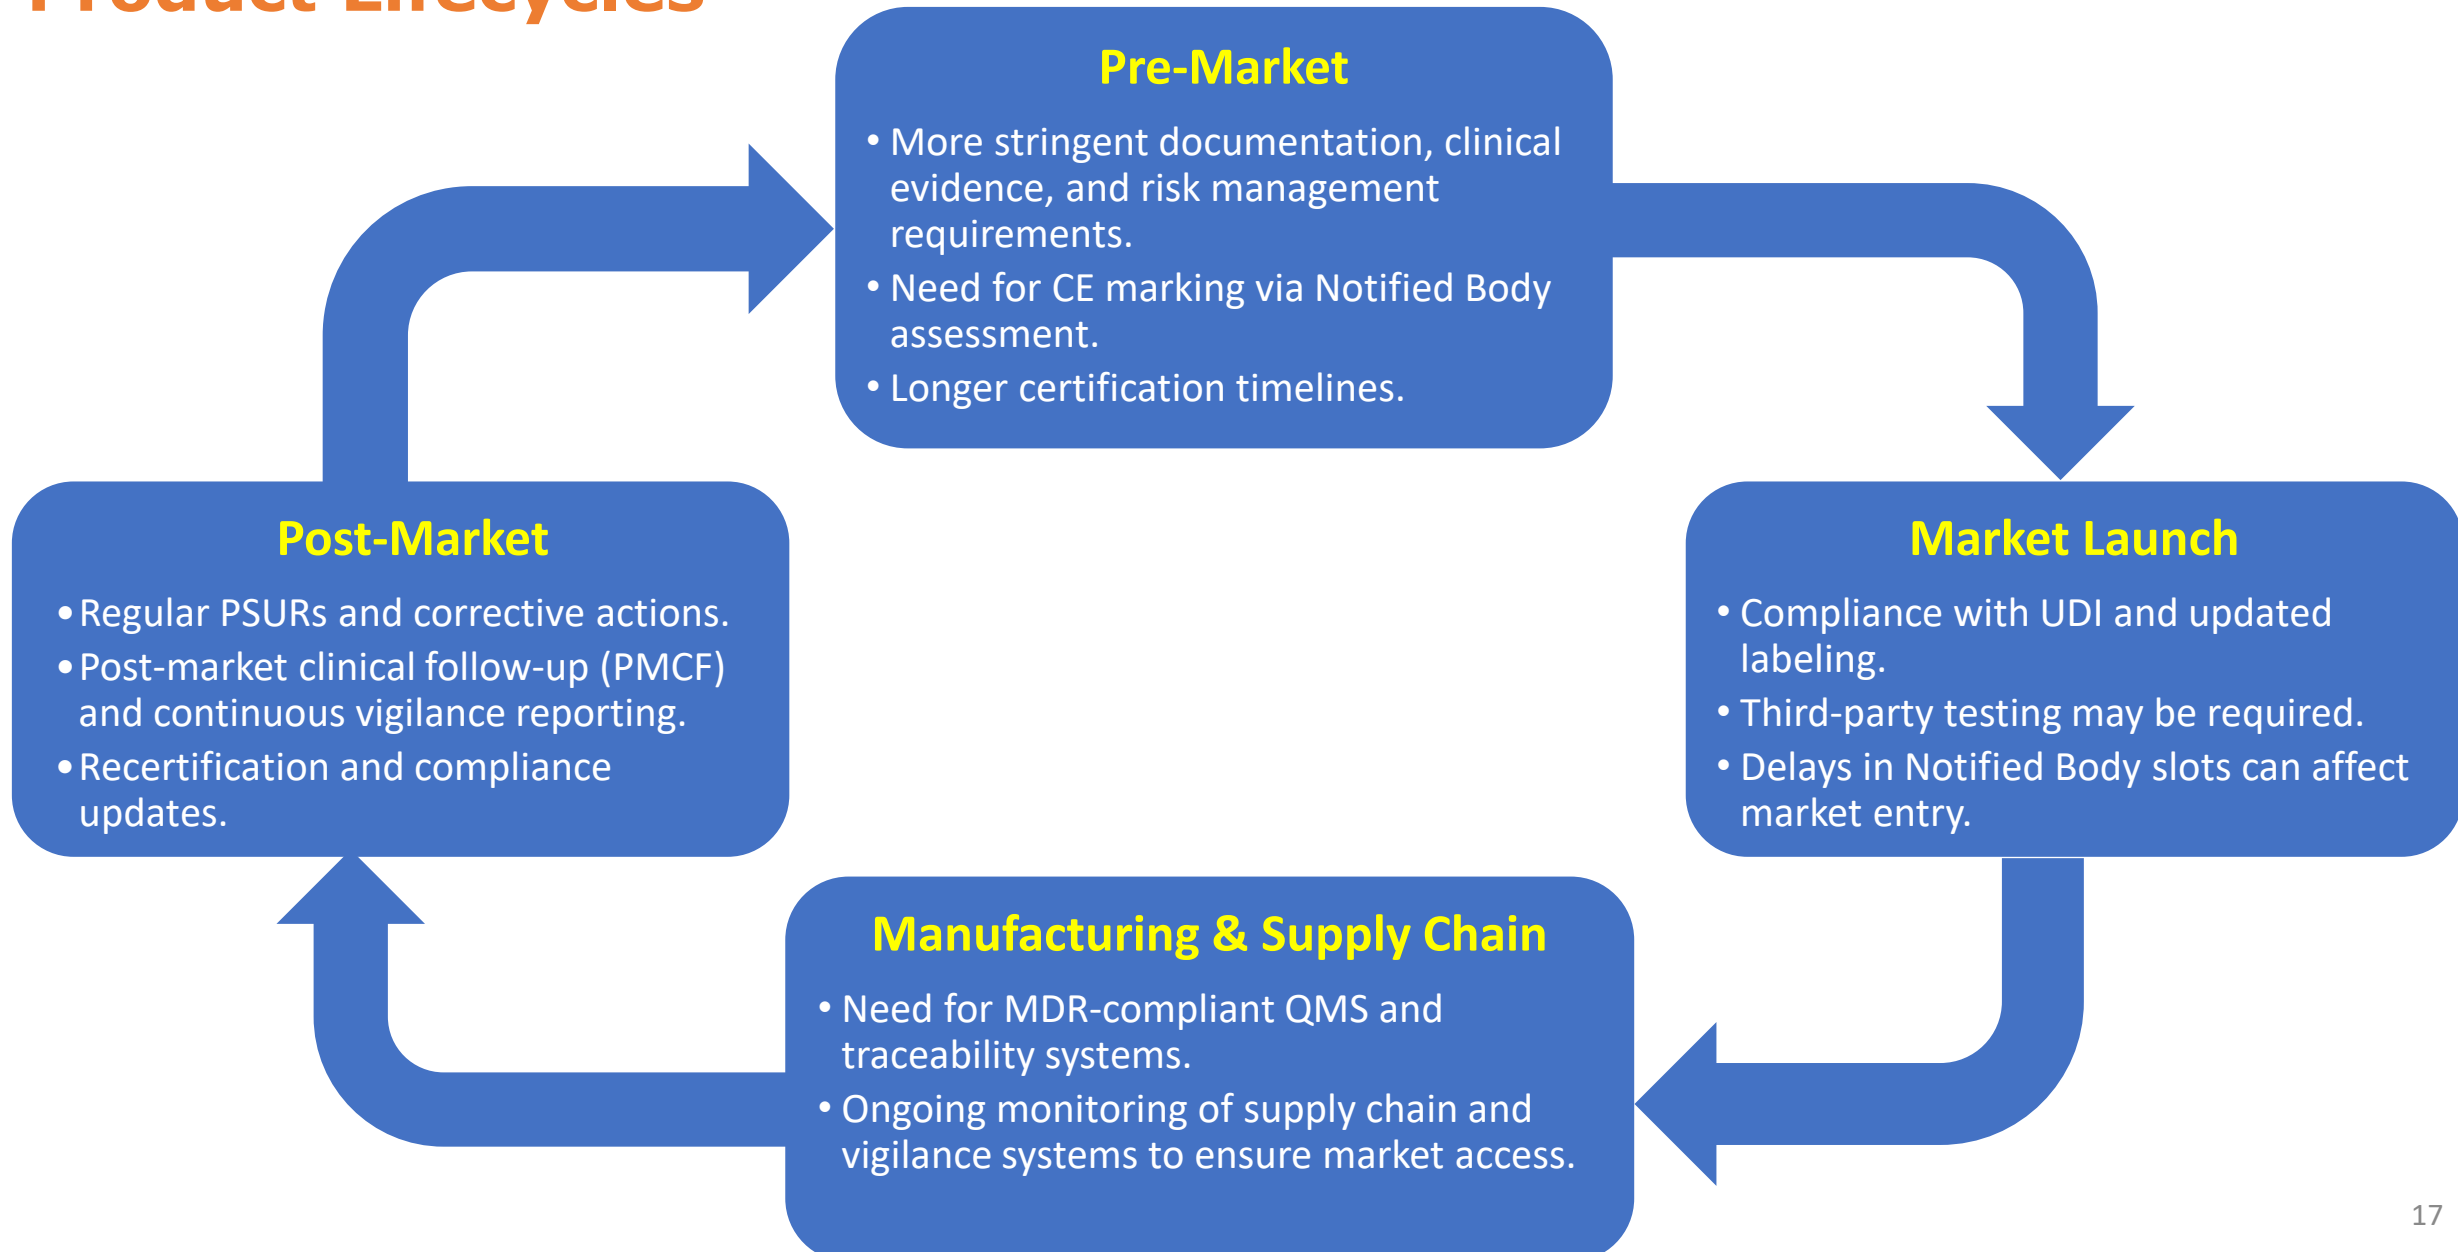 Product Lifecycles
Pre-Market
• More stringent documentation, clinical
evidence, and risk management
requirements.
• Need for CE marking via Notified Body
assessment.
• Longer certification timelines.
Post-Market
• Regular PSURs and corrective actions.
• Post-market clinical follow-up (PMCF)
and continuous vigilance reporting.
• Recertification and compliance
updates.
Market Launch
• Compliance with UDI and updated
labeling.
• Third-party testing may be required.
• Delays in Notified Body slots can affect
market entry.
Manufacturing & Supply Chain
• Need for MDR-compliant QMS and
traceability systems.
• Ongoing monitoring of supply chain and
vigilance systems to ensure market access.
17